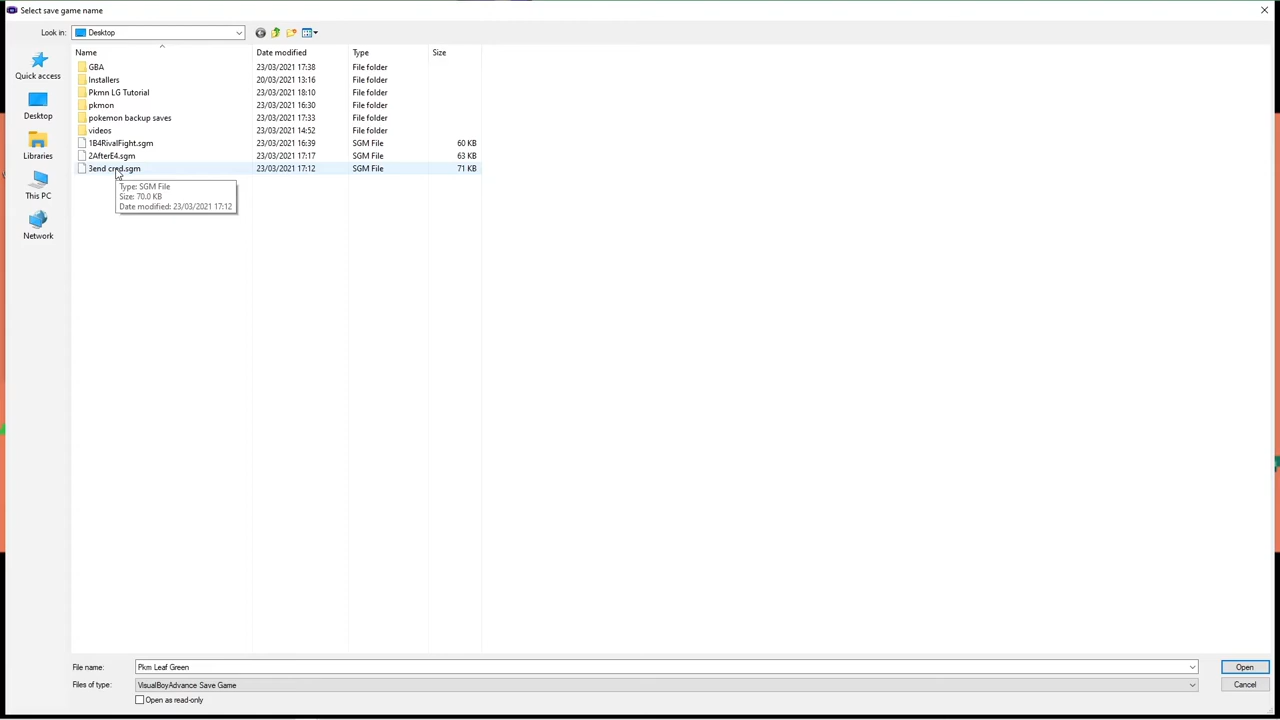 Select save game name
Look in: Desktop
Name Date modified Type Size
Quick access
Desktop
Libraries
This PC
Network
GBA 23/03/2021 17:38 File folder
Installers 20/03/2021 13:16 File folder
Pkmn LG Tutorial 23/03/2021 18:10 File folder
pkmon 23/03/2021 16:30 File folder
pokemon backup saves 23/03/2021 17:33 File folder
videos 23/03/2021 14:52 File folder
1B4RivalFight.sgm 23/03/2021 16:39 SGM File 60 KB
2AfterE4.sgm 23/03/2021 17:17 SGM File 63 KB
3end cred.sgm 23/03/2021 17:12 SGM File 71 KB
Type: SGM File
Size: 70.0 KB
Date modified: 23/03/2021 17:12
File name: Pkm Leaf Green Open
Files of type: VisualBoyAdvance Save Game Cancel
Open as read-only